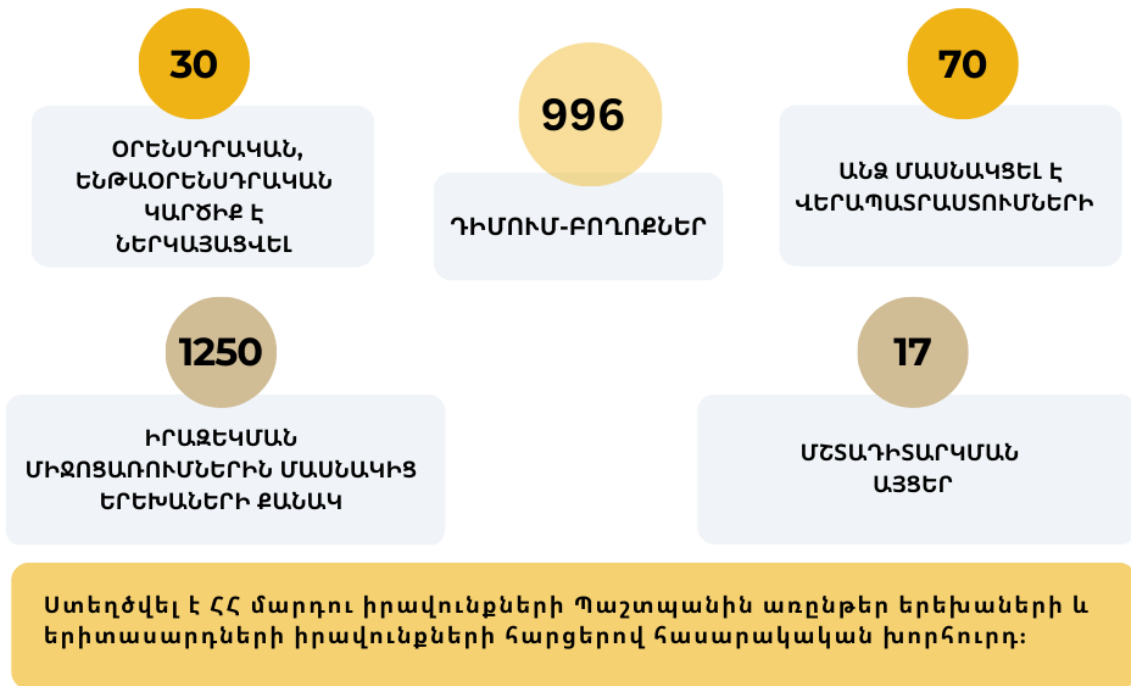 30
ՕՐԵՆՍԴՐԱԿԱՆ,
ԵՆԹԱՕՐԵՆՍԴՐԱԿԱՆ
ԿԱՐԾԻՔ Է
ՆԵՐԿԱՅԱՑՎԵԼ
996
ԴԻՄՈՒՄ-ԲՈՂՈՔՆԵՐ
70
ԱՆՁ ՄԱՍՆԱԿՑԵԼ Է
ՎԵՐԱՊԱՏՐԱՍՏՈՒՄՆԵՐԻ
1250
ԻՐԱԶԵԿՄԱՆ
ՄԻՋՈՑԱՌՈՒՄՆԵՐԻՆ ՄԱՍՆԱԿԻՑ
ԵՐԵԽԱՆԵՐԻ ՔԱՆԱԿ
17
ՄՇՏԱԴԻՏԱՐԿՄԱՆ
ԱՅՑԵՐ
Ստեղծվել է ՀՀ մարդու իրավունքների Պաշտպանին առընթեր երեխաների և
երիտասարդների իրավունքների հարցերով հասարակական խորհուրդ։